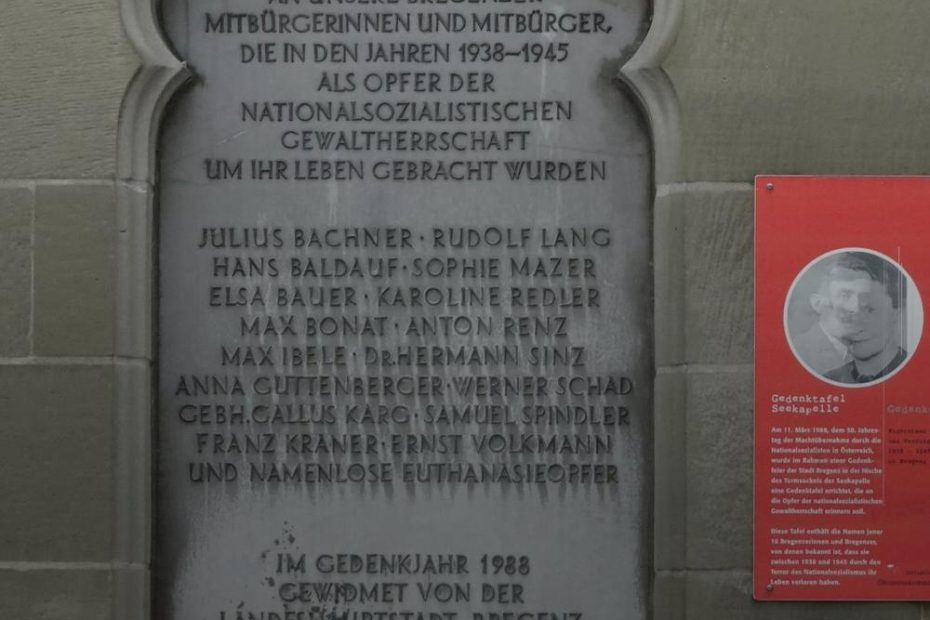 AN UNSERE BREGENZER
MITBÜRGERINNEN UND MITBÜRGER,
DIE IN DEN JAHREN 1938–1945
ALS OPFER DER
NATIONALSOZIALISTISCHEN
GEWALTHERRSCHAFT
UM IHR LEBEN GEBRACHT WURDEN
JULIUS BACHNER · RUDOLF LANG
HANS BALDAUF · SOPHIE MAZER
ELSA BAUER · KAROLINE REDLER
MAX BONAT · ANTON RENZ
MAX IBELE · DR. HERMANN SINZ
ANNA GUTTENBERGER · WERNER SCHAD
GEBH. GALLUS KARG · SAMUEL SPINDLER
FRANZ KRANER · ERNST VOLKMANN
UND NAMENLOSE EUTHANASIEOPFER
IM GEDENKJAHR 1988
GEWIDMET VON DER
LANDESHAUPTSTADT BREGENZ
Gedenktafel
Seekapelle
Am 11. März 1988, dem 50. Jahres-
tag der Machtübernahme durch die
Nationalsozialisten in Österreich,
wurde im Rahmen einer Gedenk-
feier der Stadt Bregenz in der Nische
des Turmsockels der Seekapelle
eine Gedenktafel errichtet, die an
die Opfer der nationalsozialistischen
Gewaltherrschaft erinnern soll.
Diese Tafel enthält die Namen jener
16 Bregenzerinnen und Bregenzer,
von denen bekannt ist, dass sie
zwischen 1938 und 1945 durch den
Terror des Nationalsozialismus ihr
Leben verloren haben.